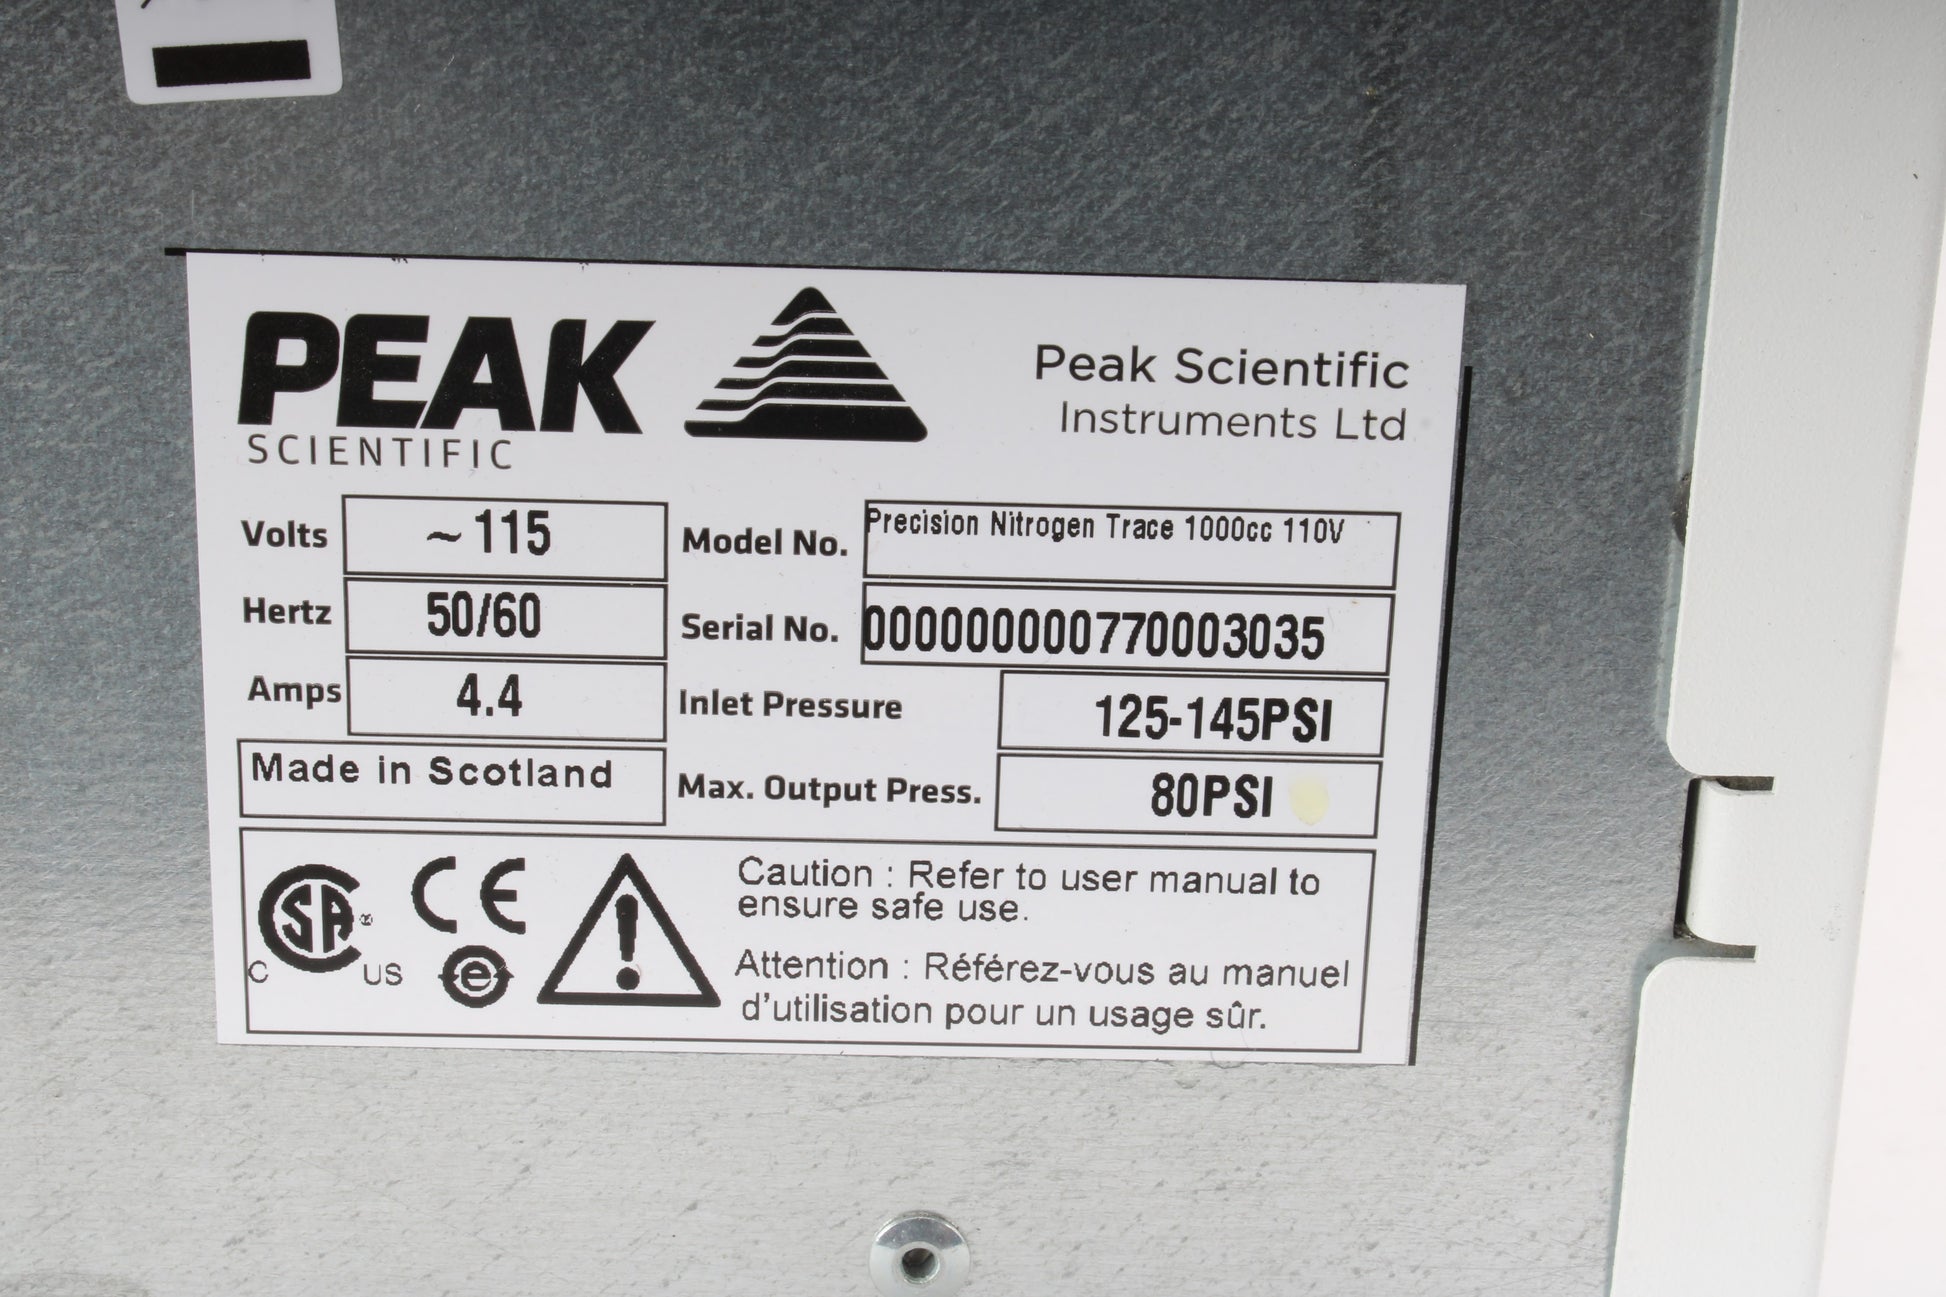 PEAK
SCIENTIFIC
Peak Scientific
Instruments Ltd
Volts ~115
Model No. Precision Nitrogen Trace 1000cc 110V
Hertz 50/60
Serial No. 000000000770003035
Amps 4.4
Inlet Pressure 125-145PSI
Made in Scotland
Max. Output Press. 80PSI
C SA ® US
CE
e
!
Caution : Refer to user manual to
ensure safe use.
Attention : Référez-vous au manuel
d'utilisation pour un usage sûr.